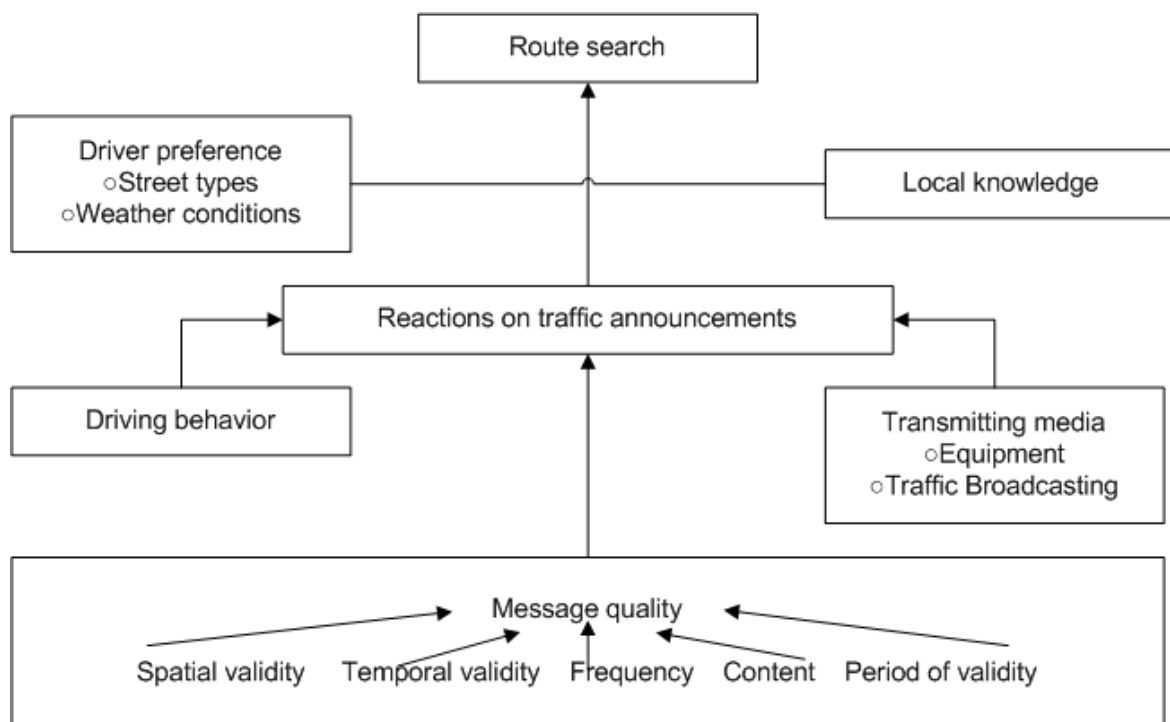 Route search
Driver preference
○Street types
○Weather conditions
Local knowledge
Reactions on traffic announcements
Driving behavior
Transmitting media
○Equipment
○Traffic Broadcasting
Message quality
Spatial validity Temporal validity Frequency Content Period of validity